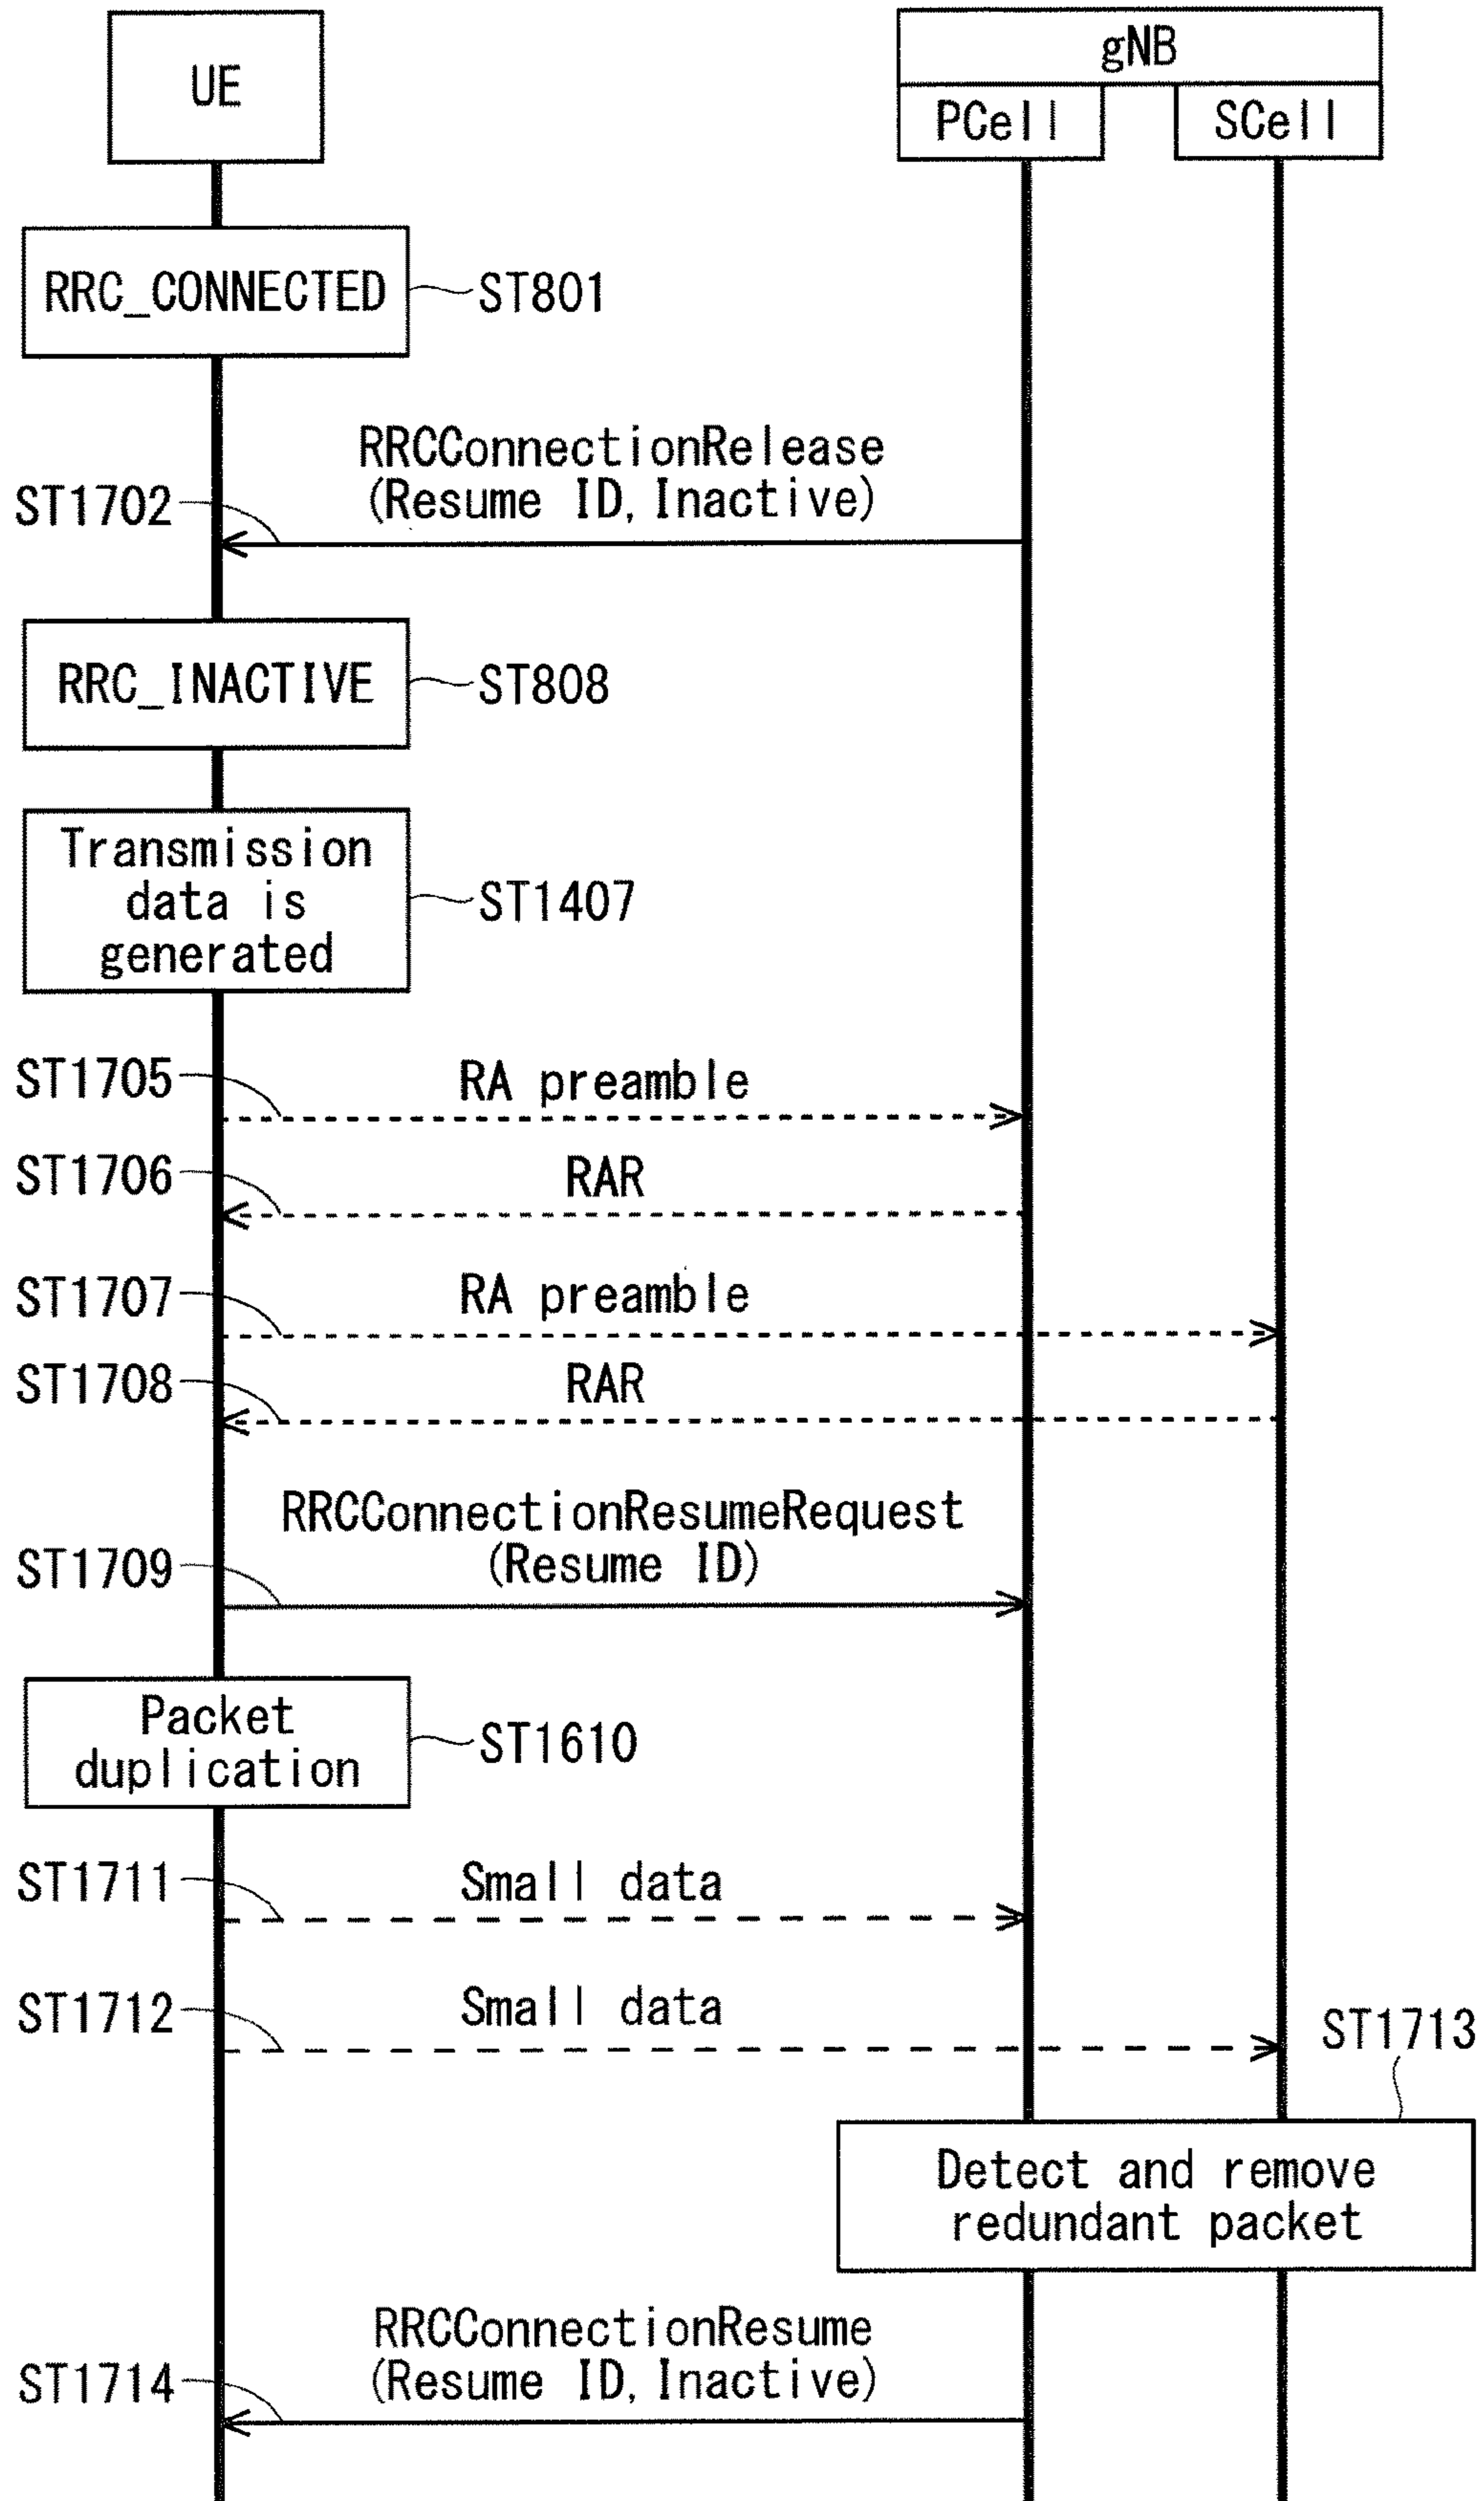 UE
gNB
PCell
SCell
RRC_CONNECTED
ST801
RRCConnectionRelease
(Resume ID, Inactive)
ST1702
RRC_INACTIVE
ST808
Transmission
data is
generated
ST1407
ST1705
RA preamble
ST1706
RAR
ST1707
RA preamble
ST1708
RAR
RRCConnectionResumeRequest
(Resume ID)
ST1709
Packet
duplication
ST1610
ST1711
Small data
ST1712
Small data
ST1713
Detect and remove
redundant packet
RRCConnectionResume
(Resume ID, Inactive)
ST1714